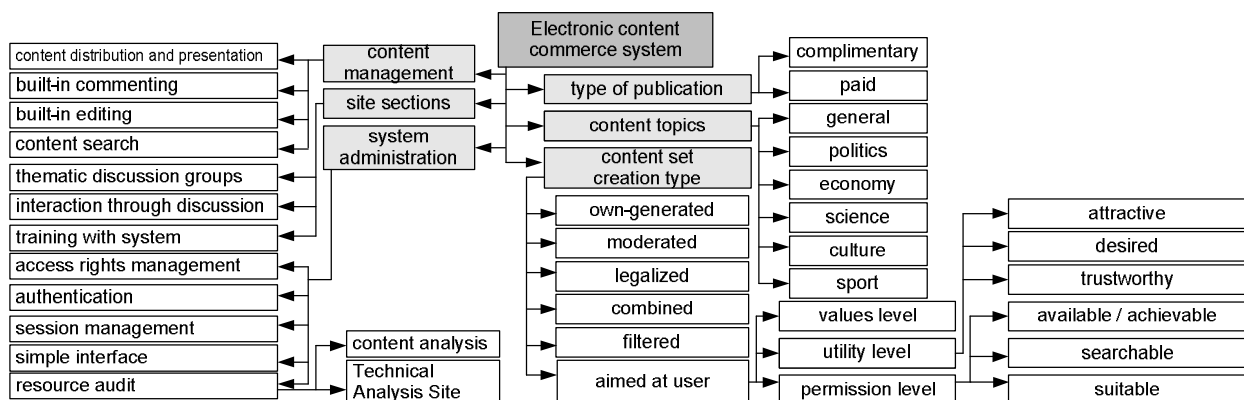 Electronic content
commerce system
content
management
site sections
system
administration
content distribution and presentation
built-in commenting
built-in editing
content search
thematic discussion groups
interaction through discussion
training with system
access rights management
authentication
session management
simple interface
resource audit
content analysis
Technical
Analysis Site
type of publication
content topics
content set
creation type
own-generated
moderated
legalized
combined
filtered
aimed at user
complimentary
paid
general
politics
economy
science
culture
sport
values level
utility level
permission level
attractive
desired
trustworthy
available / achievable
searchable
suitable